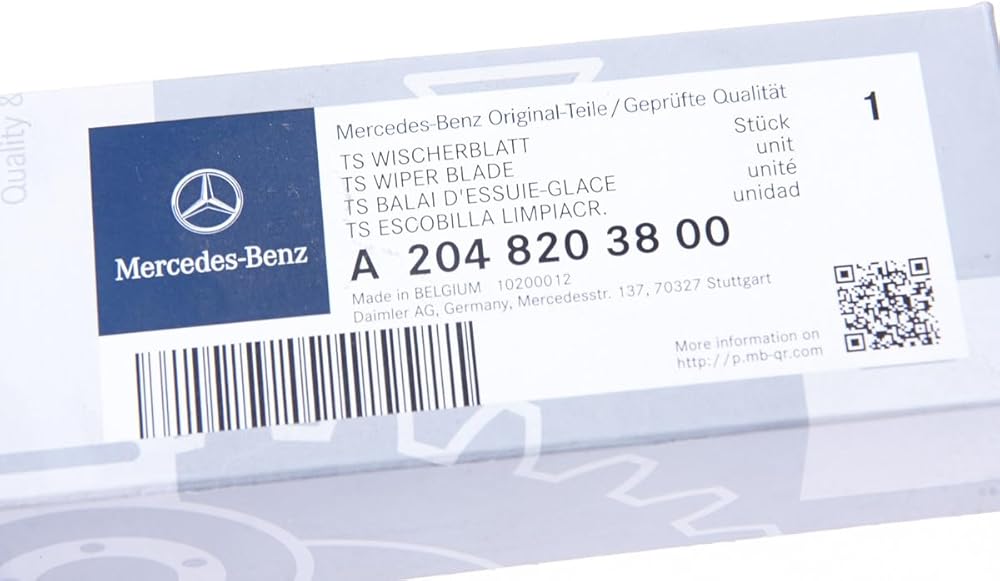 Quality &
Mercedes-Benz
Mercedes-Benz Original-Teile/Geprüfte Qualität
1
TS WISCHERBLATT Stück
TS WIPER BLADE unit
TS BALAI D'ESSUIE-GLACE unité
TS ESCOBILLA LIMPIACR. unidad
A 204 820 38 00
Made in BELGIUM 10200012
Daimler AG, Germany, Mercedesstr. 137, 70327 Stuttgart
More information on
http://p.mb-qr.com